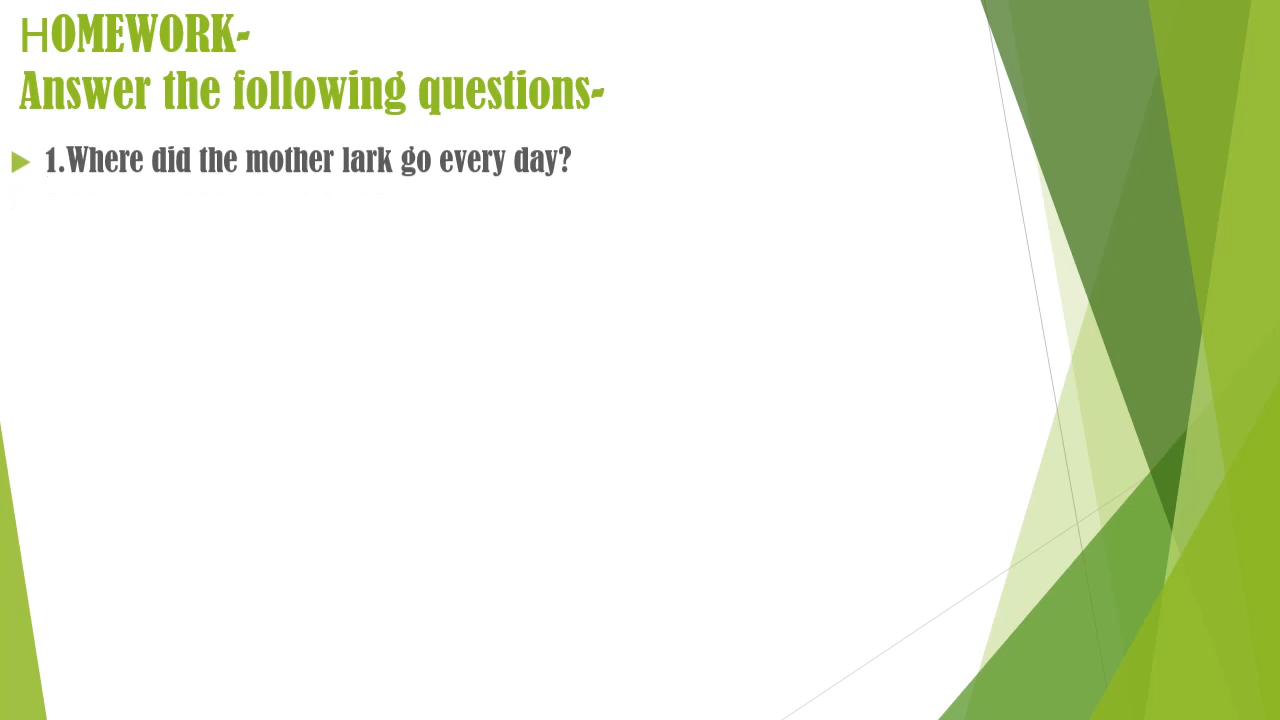 HOMEWORK-
Answer the following questions-
1.Where did the mother lark go every day?